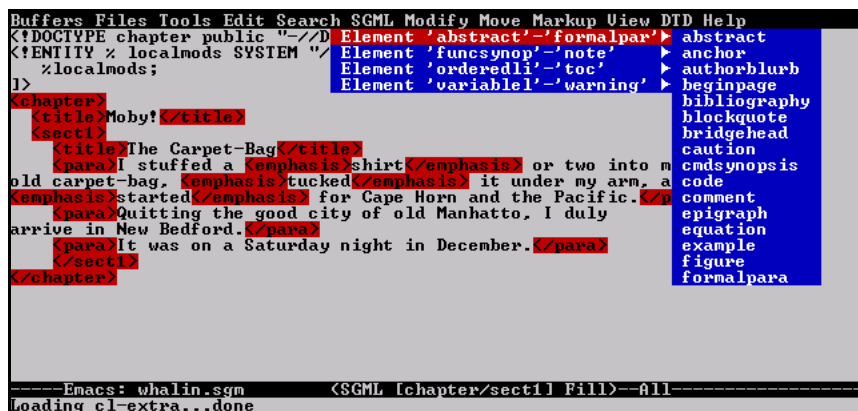 Buffers Files Tools Edit Search SGML Modify Move Markup View DTD Help
<!DOCTYPE chapter public "-//D Element 'abstract'-'formalpar' abstract
<!ENTITY % localmods SYSTEM "/ Element 'funcsynop'-'note' anchor
%localmods; Element 'orderedli'-'toc' authorblurb
]> Element 'variablel'-'warning' beginpage
<chapter> bibliography
<title>Moby!</title> blockquote
<sect1> bridgehead
<title>The Carpet-Bag</title> caution
<para>I stuffed a <emphasis>shirt</emphasis> or two into m cmdsynopsis
old carpet-bag, <emphasis>tucked</emphasis> it under my arm, a code
<emphasis>started</emphasis> for Cape Horn and the Pacific.</p comment
<para>Quitting the good city of old Manhatto, I duly epigraph
arrive in New Bedford.</para> equation
<para>It was on a Saturday night in December.</para> example
</sect1> figure
</chapter> formalpara
-----Emacs: whalin.sgm (SGML [chapter/sect1] Fill)--All------------------
Loading cl-extra...done